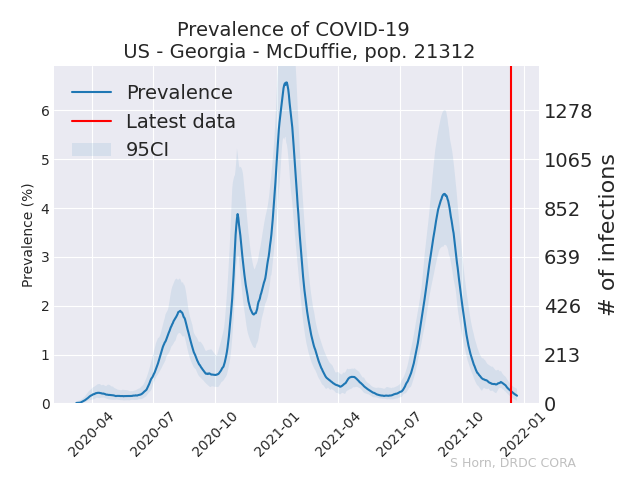 Prevalence of COVID-19
US - Georgia - McDuffie, pop. 21312
Prevalence
Latest data
95CI
Prevalence (%)
6
5
4
3
2
1
0
1278
1065
852
639
426
213
0
# of infections
2020-04
2020-07
2020-10
2021-01
2021-04
2021-07
2021-10
2022-01
S Horn, DRDC CORA